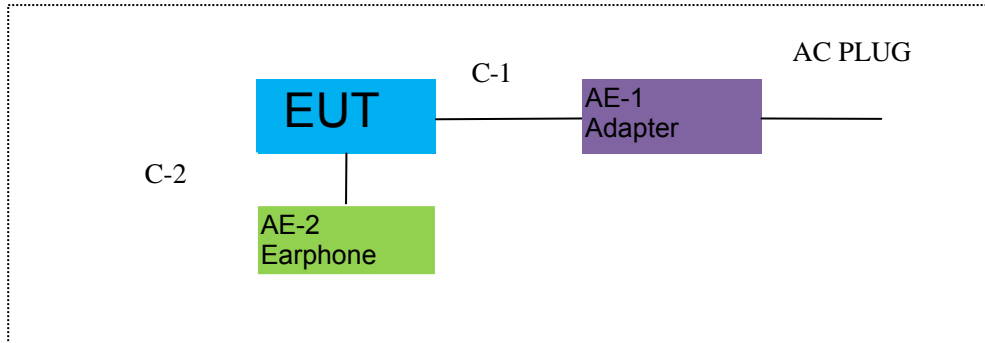 AC PLUG
C-1
EUT
AE-1
Adapter
C-2
AE-2
Earphone